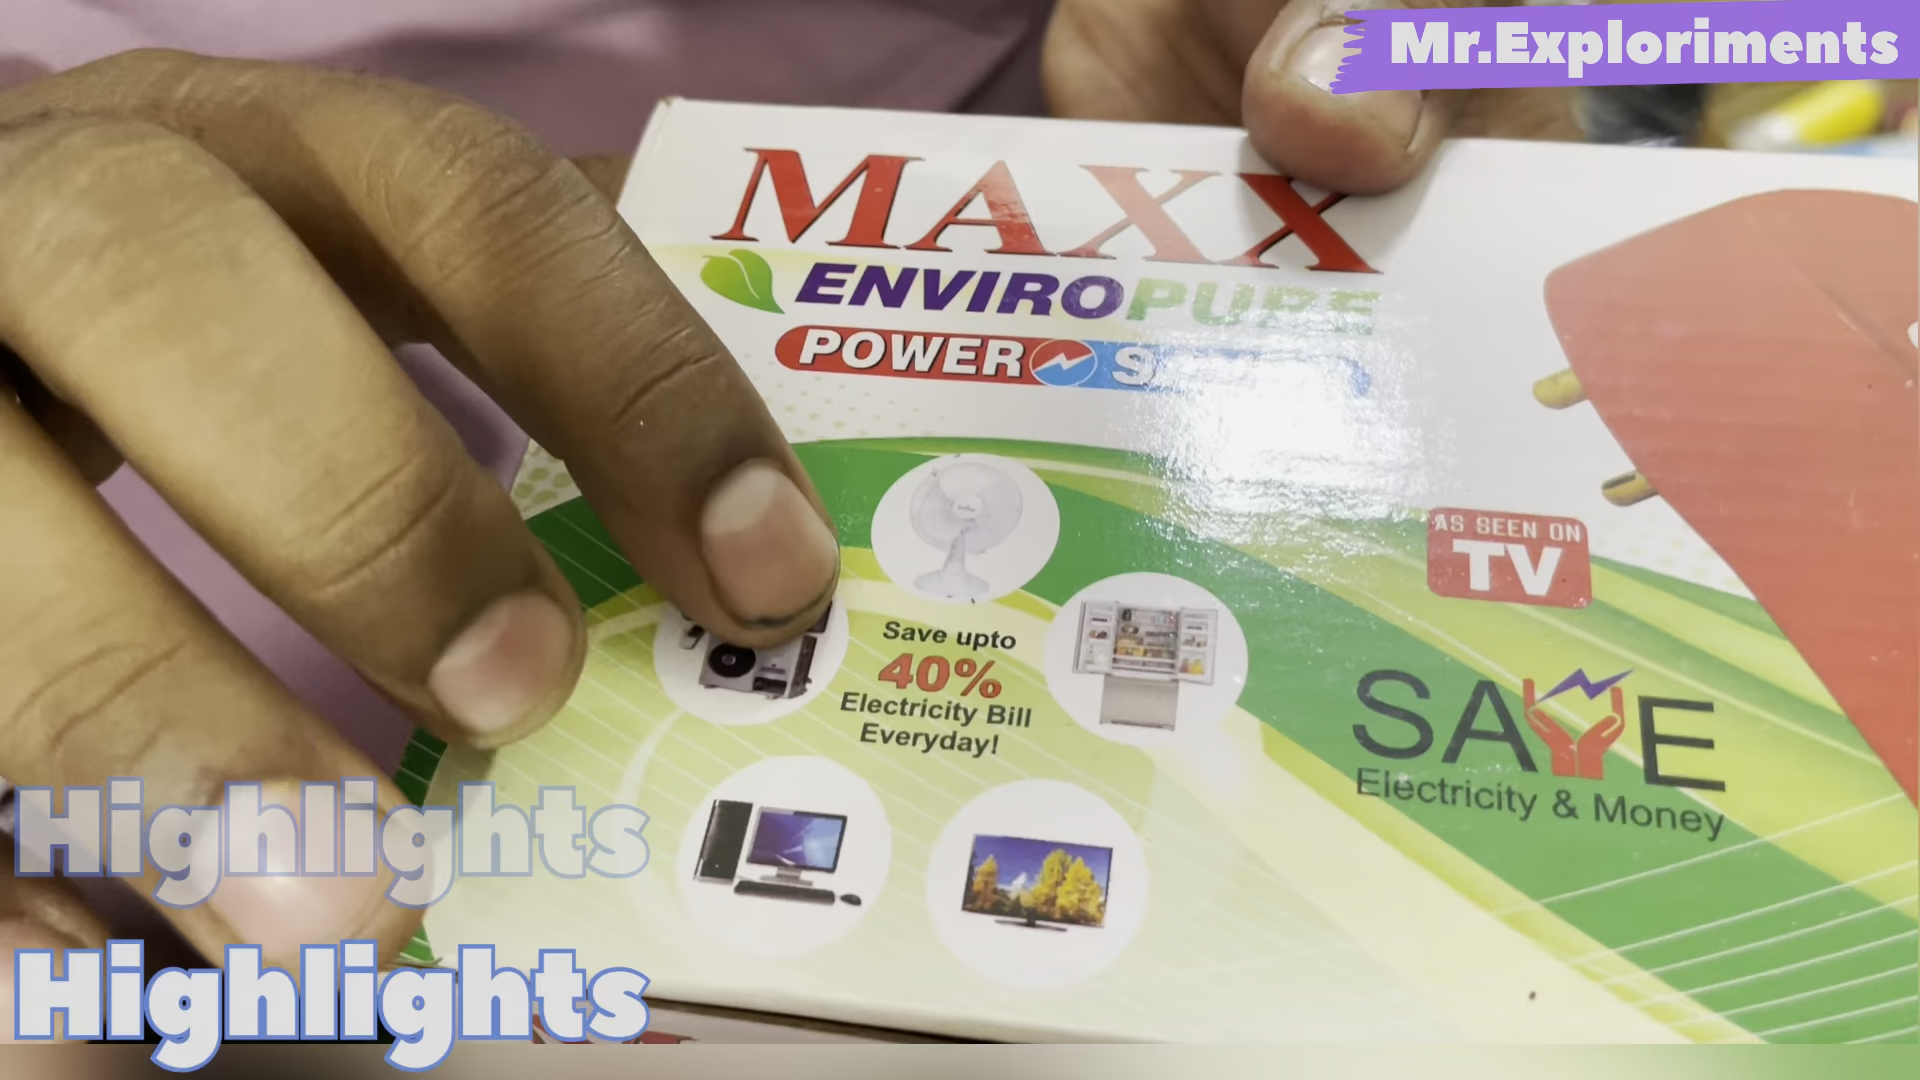 Mr.Exploriments
MAXX
ENVIROPURE
POWER
AS SEEN ON
TV
Save upto
40%
Electricity Bill
Everyday!
SAVE
Electricity & Money
Highlights
Highlights